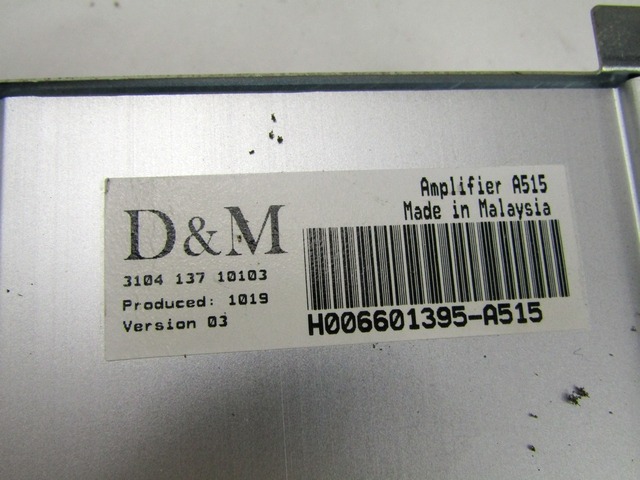 Amplifier A515
Made in Malaysia
D&M
3104 137 10103
Produced: 1019
Version 03
H006601395-A515